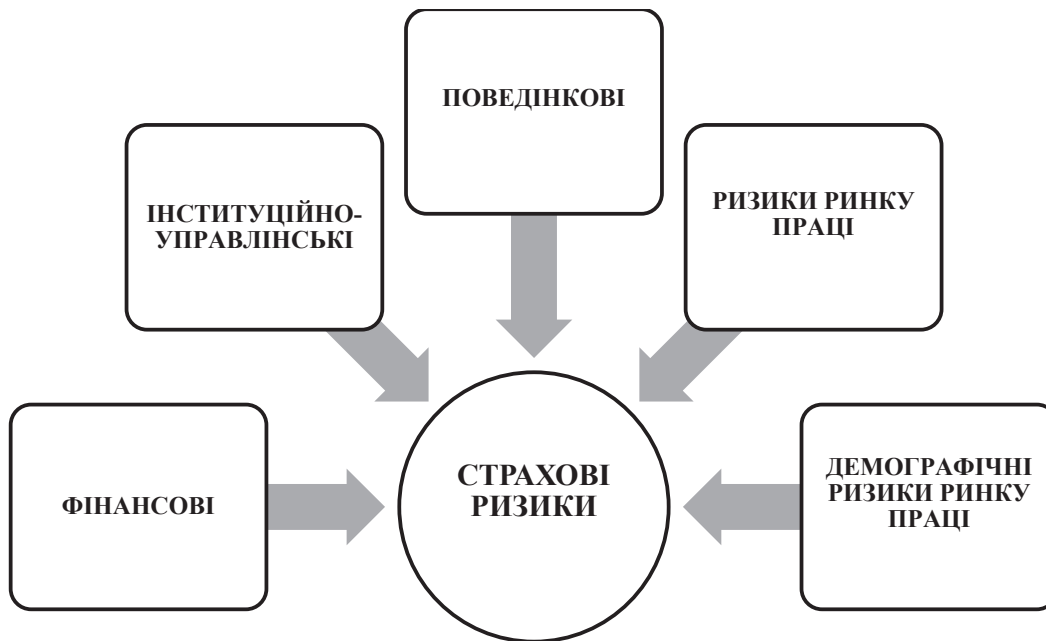 ПОВЕДІНКОВІ
ІНСТИТУЦІЙНО-
УПРАВЛІНСЬКІ
РИЗИКИ РИНКУ
ПРАЦІ
ФІНАНСОВІ
СТРАХОВІ
РИЗИКИ
ДЕМОГРАФІЧНІ
РИЗИКИ РИНКУ
ПРАЦІ